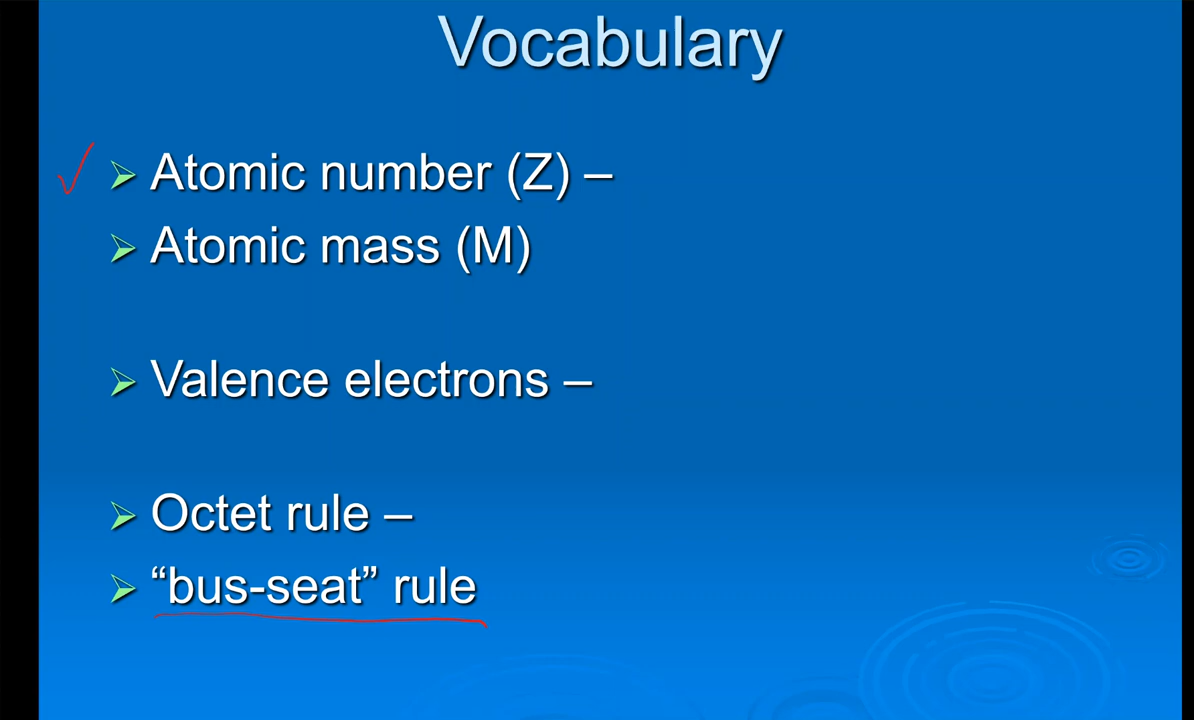 Vocabulary
Atomic number (Z) –
Atomic mass (M)
Valence electrons –
Octet rule –
“bus-seat” rule